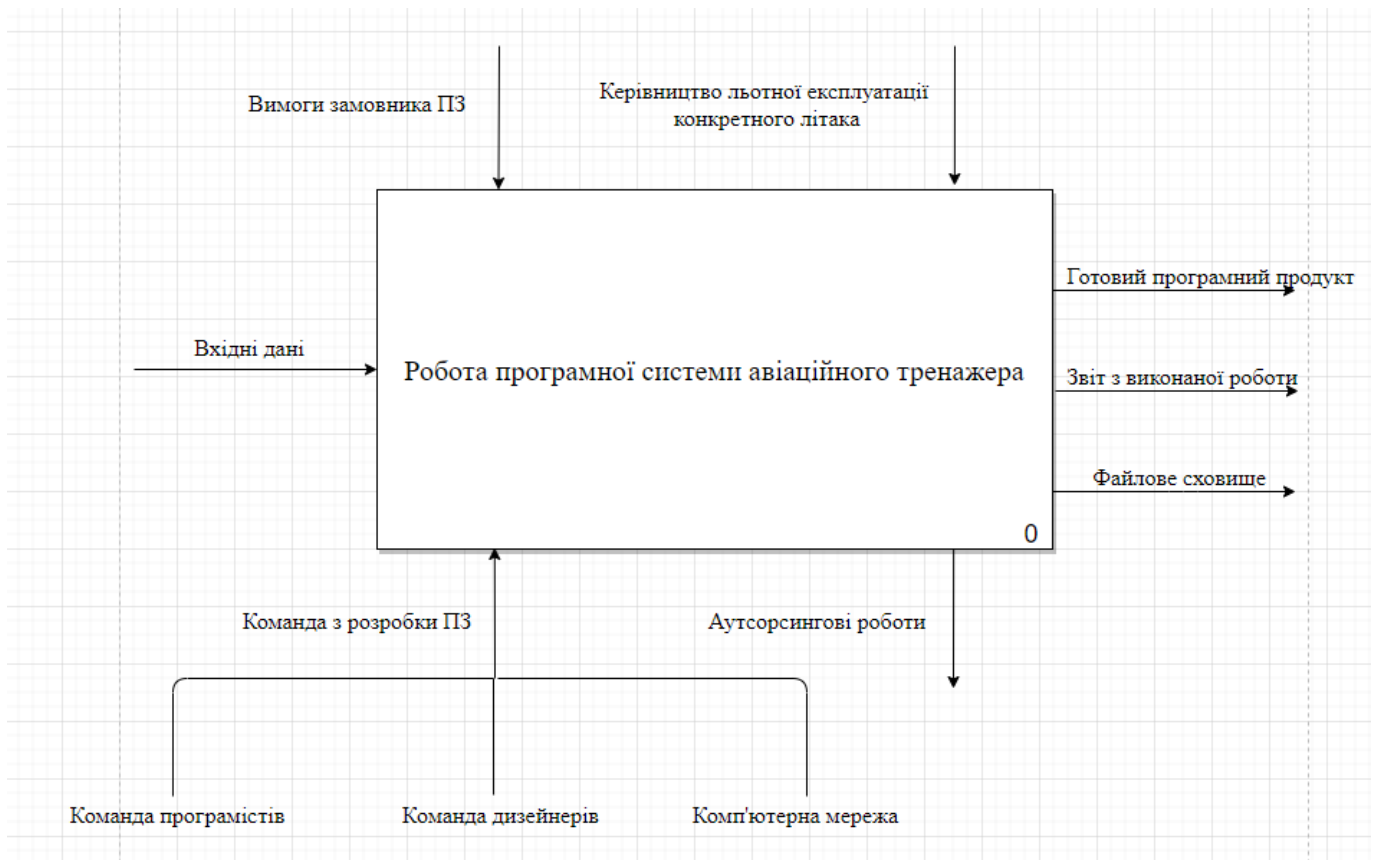 Вимоги замовника ПЗ
Керівництво льотної експлуатації
конкретного літака
Готовий програмний продукт
Вхідні дані
Робота програмної системи авіаційного тренажера
Звіт з виконаної роботи
Файлове сховище
0
Команда з розробки ПЗ
Аутсорсингові роботи
Команда програмістів
Команда дизейнерів
Комп'ютерна мережа